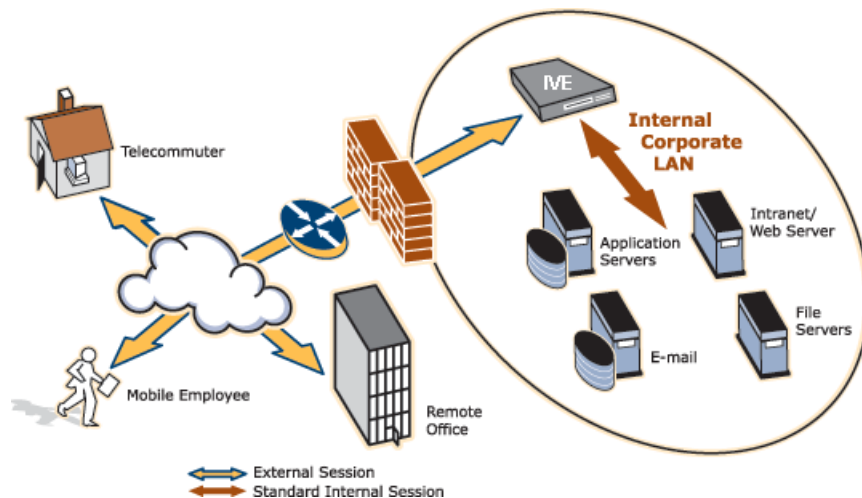 IVE
Internal
Corporate
LAN
Telecommuter
Intranet/
Web Server
Application
Servers
File
Servers
E-mail
Mobile Employee
Remote
Office
External Session
Standard Internal Session